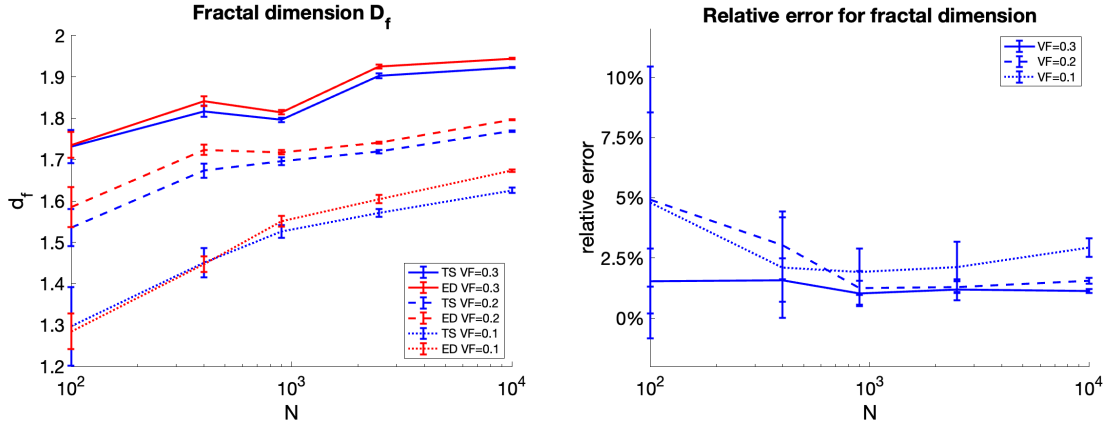 Fractal dimension D_f
2
1.9
1.8
1.7
1.6
1.5
1.4
1.3
1.2
d_f
10^2
10^3
10^4
N
TS VF=0.3
ED VF=0.3
TS VF=0.2
ED VF=0.2
TS VF=0.1
ED VF=0.1
Relative error for fractal dimension
10%
7.5%
5%
2.5%
0%
relative error
10^2
10^3
10^4
N
VF=0.3
VF=0.2
VF=0.1